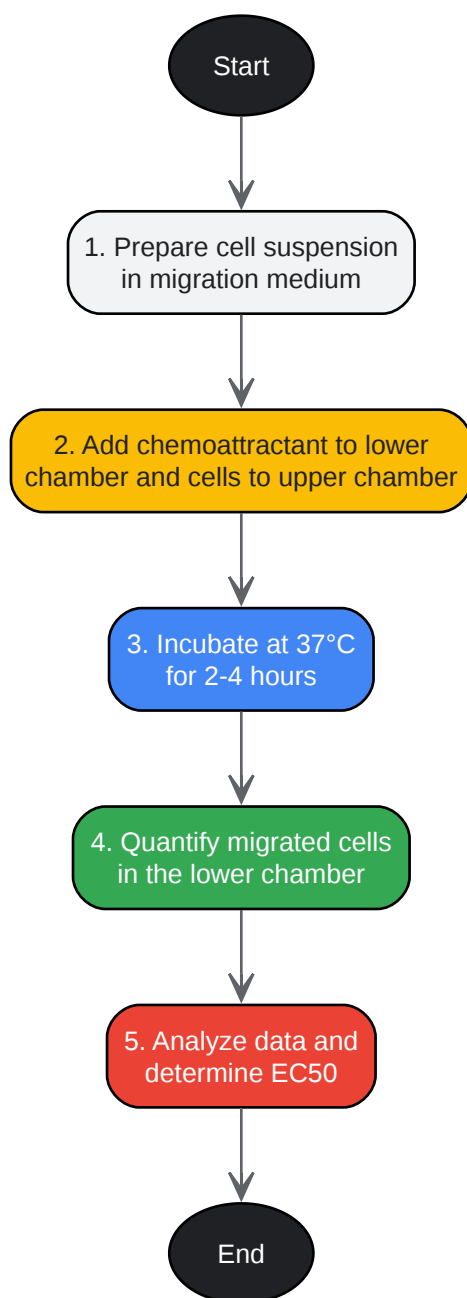 Start
1. Prepare cell suspension
in migration medium
2. Add chemoattractant to lower
chamber and cells to upper chamber
3. Incubate at 37°C
for 2-4 hours
4. Quantify migrated cells
in the lower chamber
5. Analyze data and
determine EC50
End